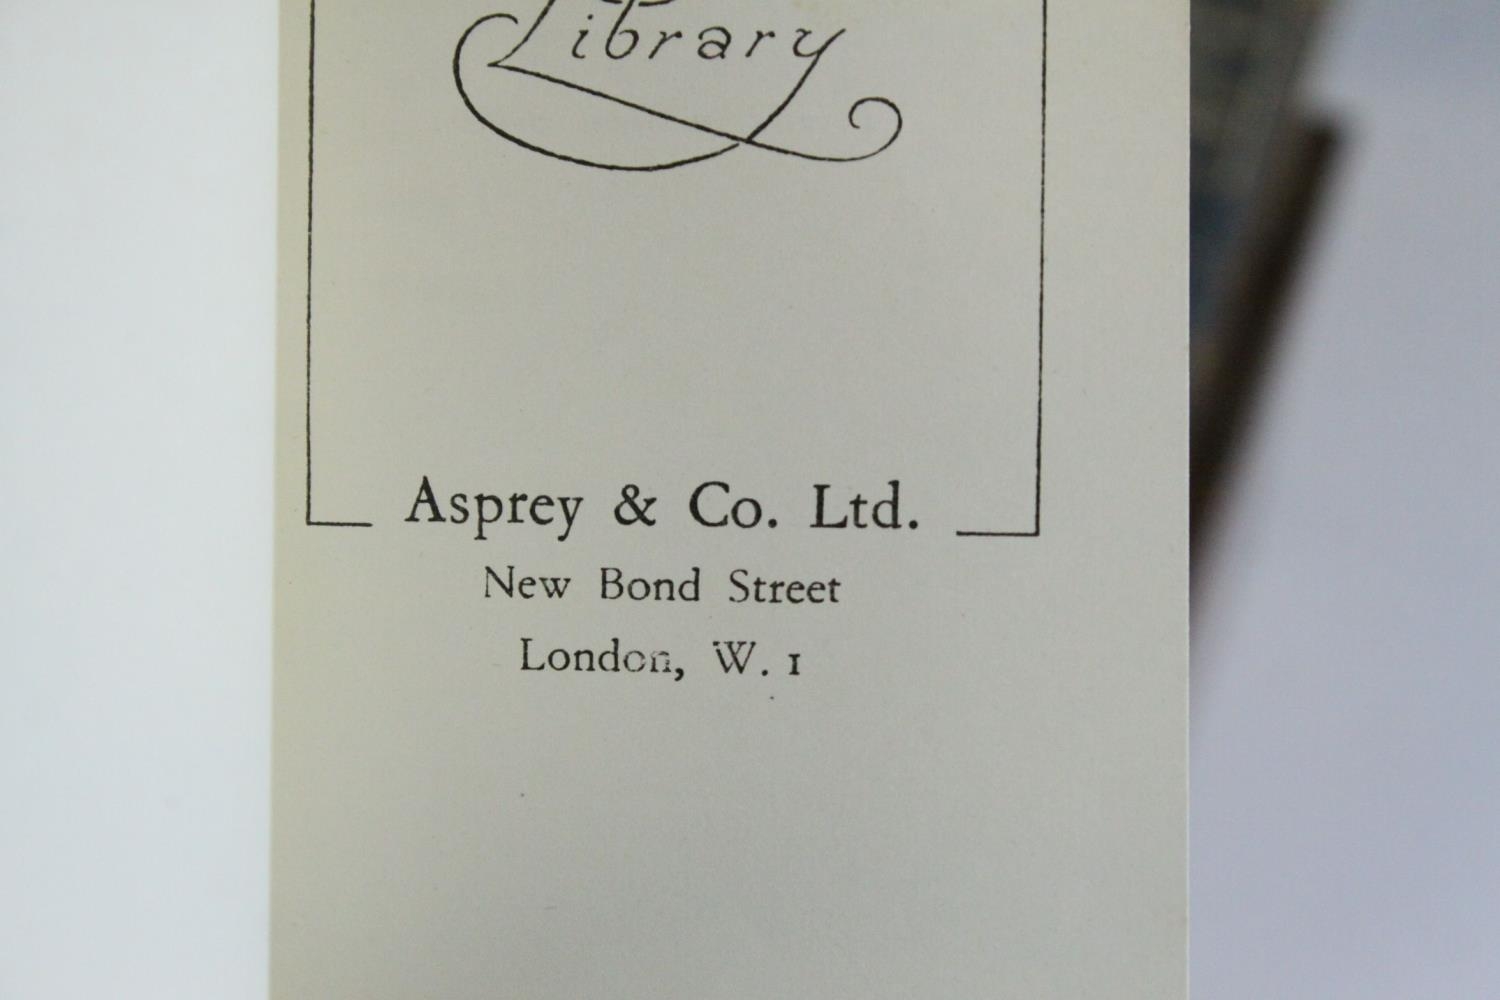 Library
Asprey & Co. Ltd.
New Bond Street
London, W. 1